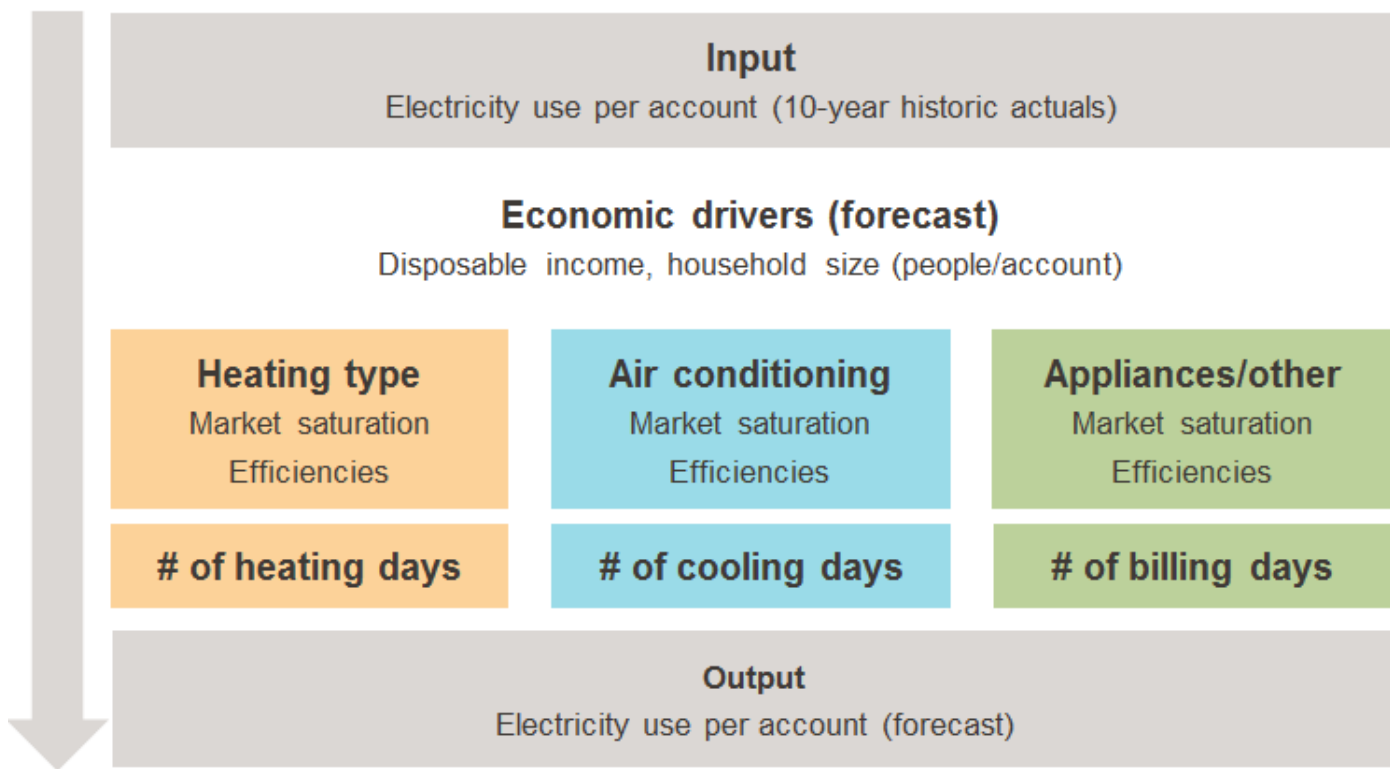 Input
Electricity use per account (10-year historic actuals)
Economic drivers (forecast)
Disposable income, household size (people/account)
Heating type
Market saturation
Efficiencies
# of heating days
Air conditioning
Market saturation
Efficiencies
# of cooling days
Appliances/other
Market saturation
Efficiencies
# of billing days
Output
Electricity use per account (forecast)